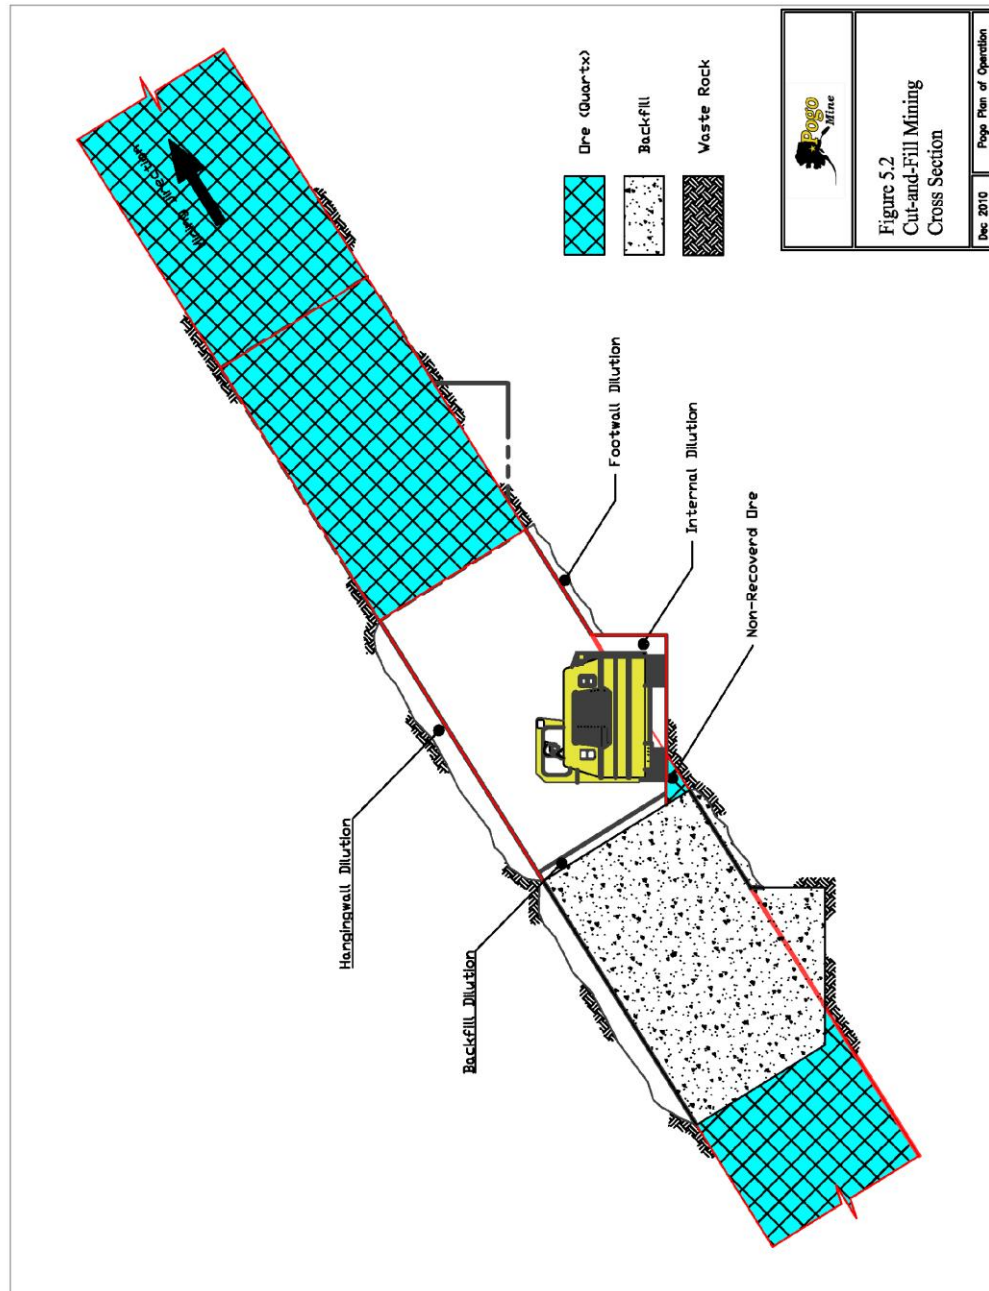 Mining Direction
Ore (Quartx)
Backfill
Waste Rock
Hangingwall Dilution
Backfill Dilution
Footwall Dilution
Internal Dilution
Non-Recoverd Ore
Pogo
Mine
Figure 5.2
Cut-and-Fill Mining
Cross Section
Dec 2010
Pogo Plan of Operation